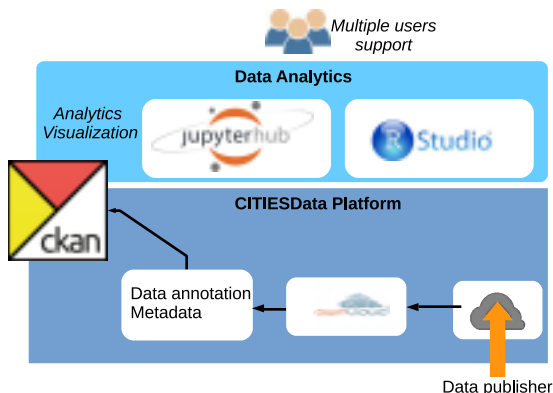 Multiple users
support
Data Analytics
Analytics
Visualization
jupyterhub
R Studio
CITIESData Platform
ckan
Data annotation
Metadata
Data publisher